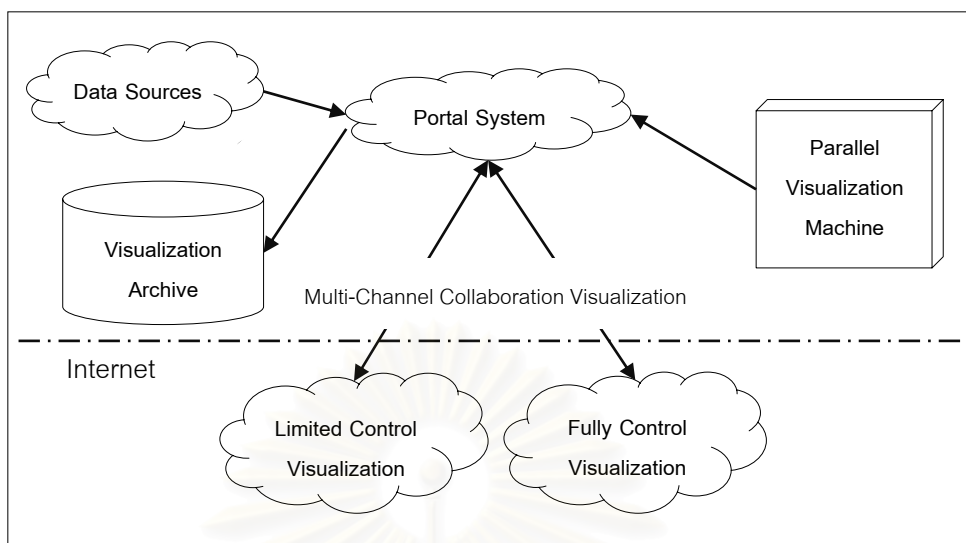 Data Sources
Portal System
Parallel
Visualization
Machine
Visualization
Archive
Multi-Channel Collaboration Visualization
Internet
Limited Control
Visualization
Fully Control
Visualization